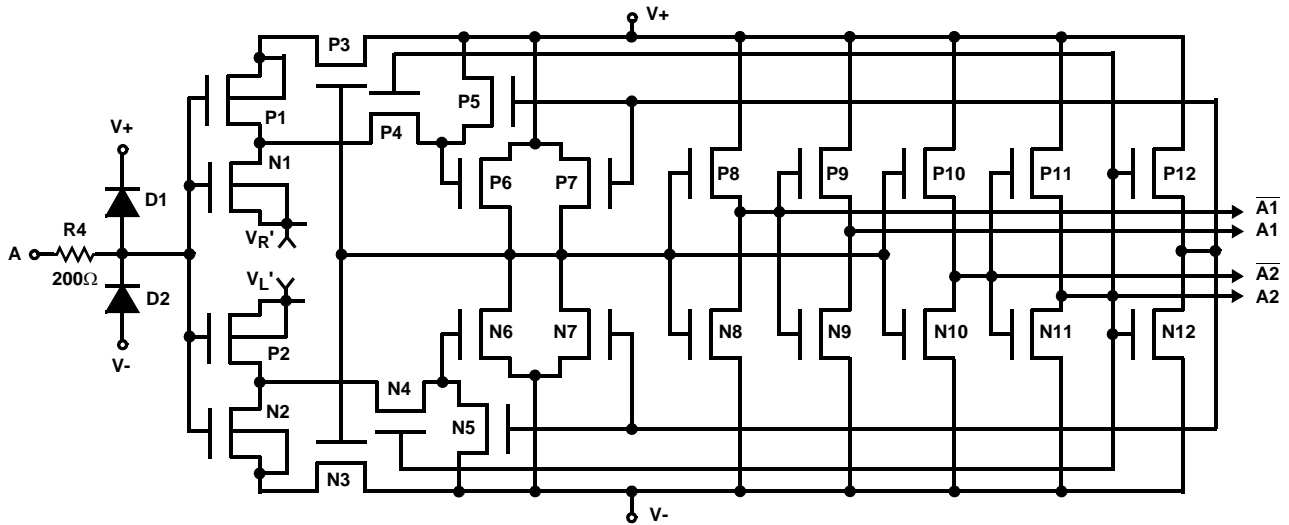 V+
P3
P5
P1
V+
P4
N1
P6
P7
P8
P9
P10
P11
P12
D1
A1
R4
VR'
A1
A
200Ω
VL'
A2
D2
A2
N6
N7
N8
N9
N10
N11
N12
P2
V-
N4
N2
N5
N3
V-